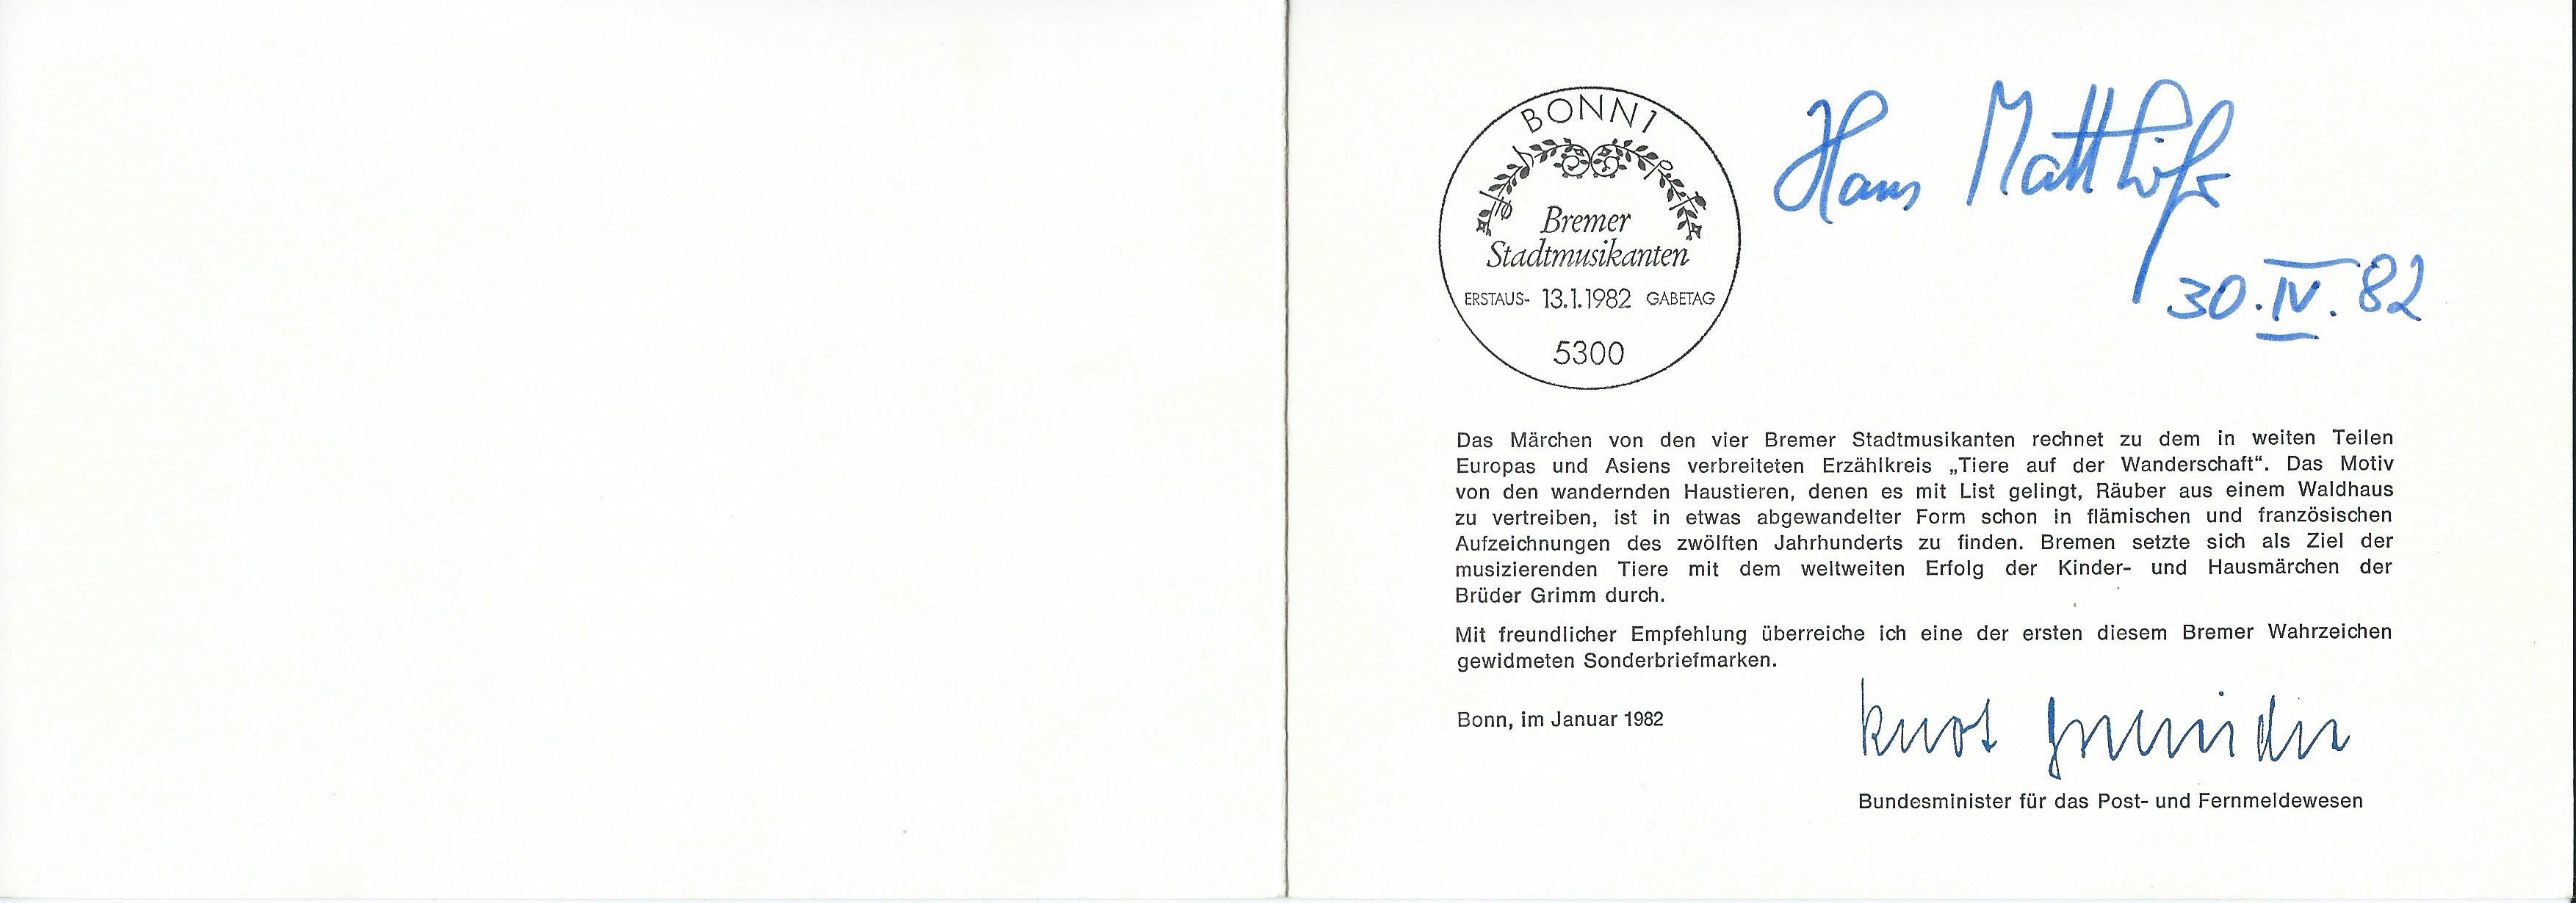 BONN 1
Bremer
Stadtmusikanten
ERSTAUS- 13.1.1982 GABETAG
5300
Hans Matthöfer
30.IV.82
Das Märchen von den vier Bremer Stadtmusikanten rechnet zu dem in weiten Teilen
Europas und Asiens verbreiteten Erzählkreis „Tiere auf der Wanderschaft“. Das Motiv
von den wandernden Haustieren, denen es mit List gelingt, Räuber aus einem Waldhaus
zu vertreiben, ist in etwas abgewandelter Form schon in flämischen und französischen
Aufzeichnungen des zwölften Jahrhunderts zu finden. Bremen setzte sich als Ziel der
musizierenden Tiere mit dem weltweiten Erfolg der Kinder- und Hausmärchen der
Brüder Grimm durch.
Mit freundlicher Empfehlung überreiche ich eine der ersten diesem Bremer Wahrzeichen
gewidmeten Sonderbriefmarken.
Bonn, im Januar 1982
Kurt Gscheidle
Bundesminister für das Post- und Fernmeldewesen